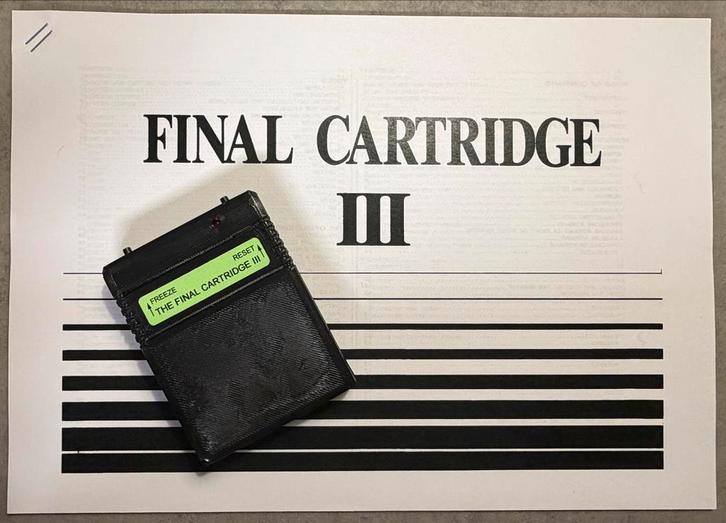 FINAL CARTRIDGE
III
FREEZE
RESET
THE FINAL CARTRIDGE III